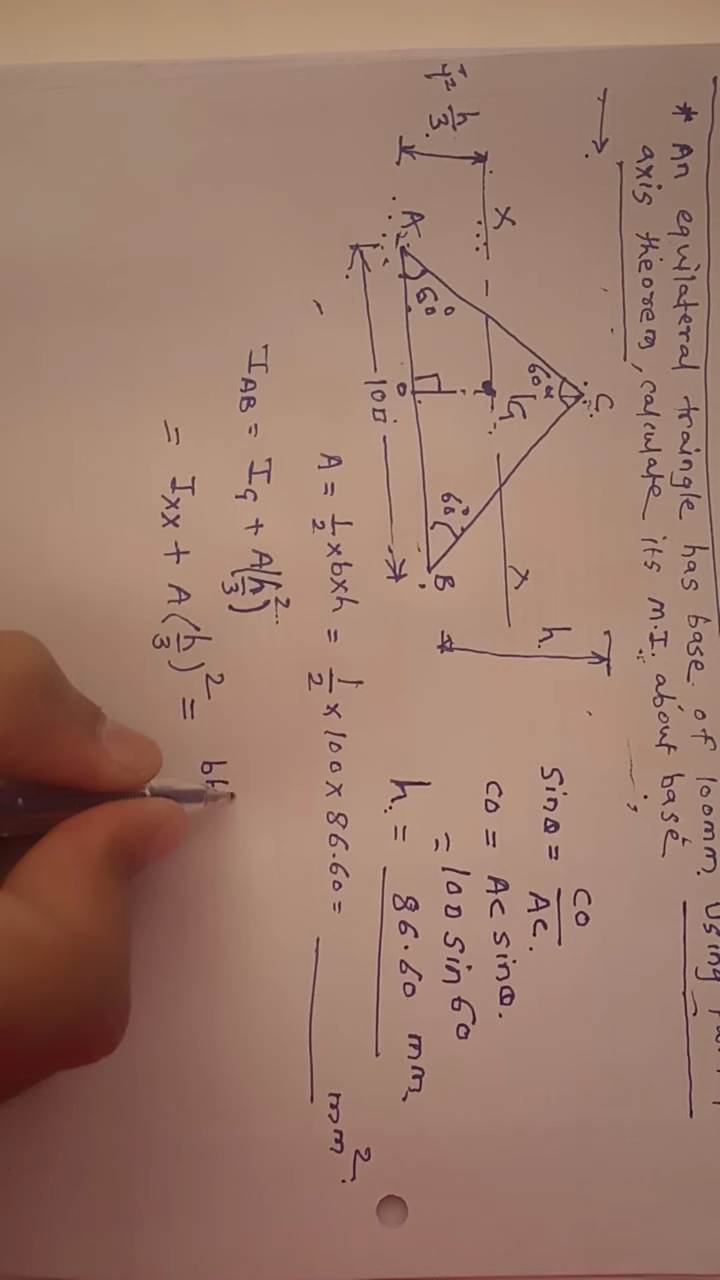 * An equilateral traingle has base of 100mm. Using
axis theorem, calculate its M.I. about base
→
C
60°
ȳ = h/3
X
G
X
h
A
60°
60°
B
O
100
sinθ = CO/AC.
CO = AC sinθ.
= 100 sin 60
h = 86.60 mm
A = 1/2 x b x h = 1/2 x 100 x 86.60 = mm².
I_AB = I_G + A(h/3)²
= I_XX + A(h/3)² =